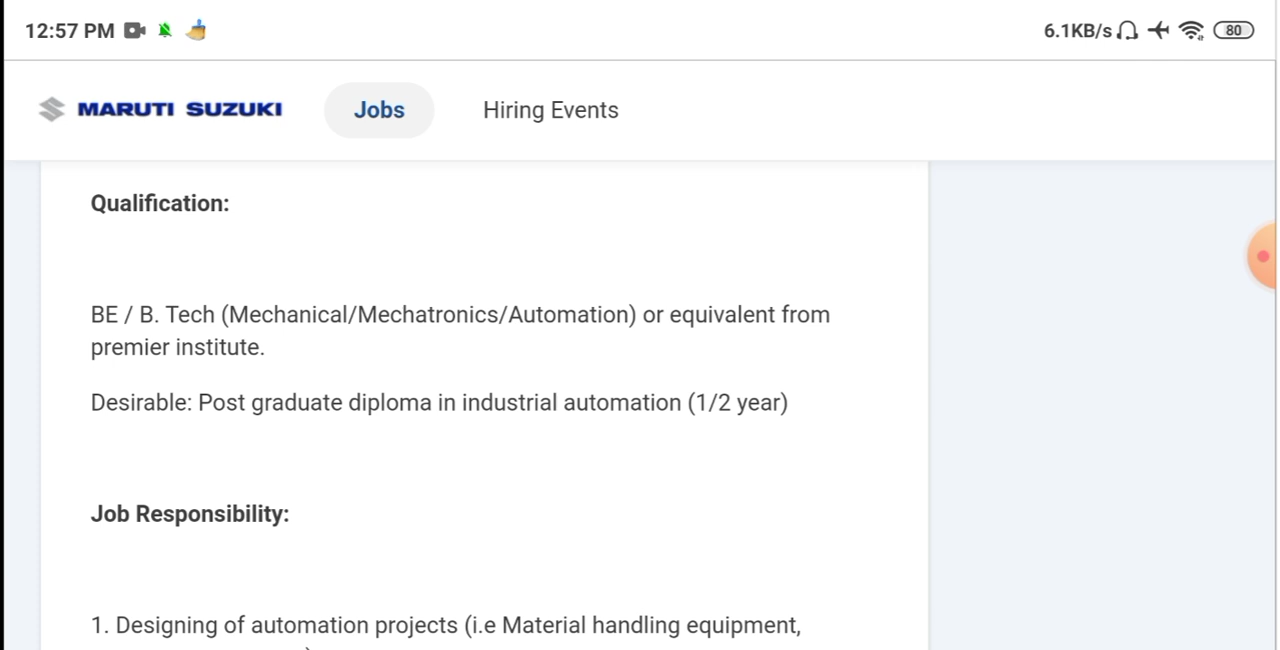 12:57 PM
6.1KB/s
80
MARUTI SUZUKI
Jobs
Hiring Events
Qualification:
BE / B. Tech (Mechanical/Mechatronics/Automation) or equivalent from
premier institute.
Desirable: Post graduate diploma in industrial automation (1/2 year)
Job Responsibility:
1. Designing of automation projects (i.e Material handling equipment,